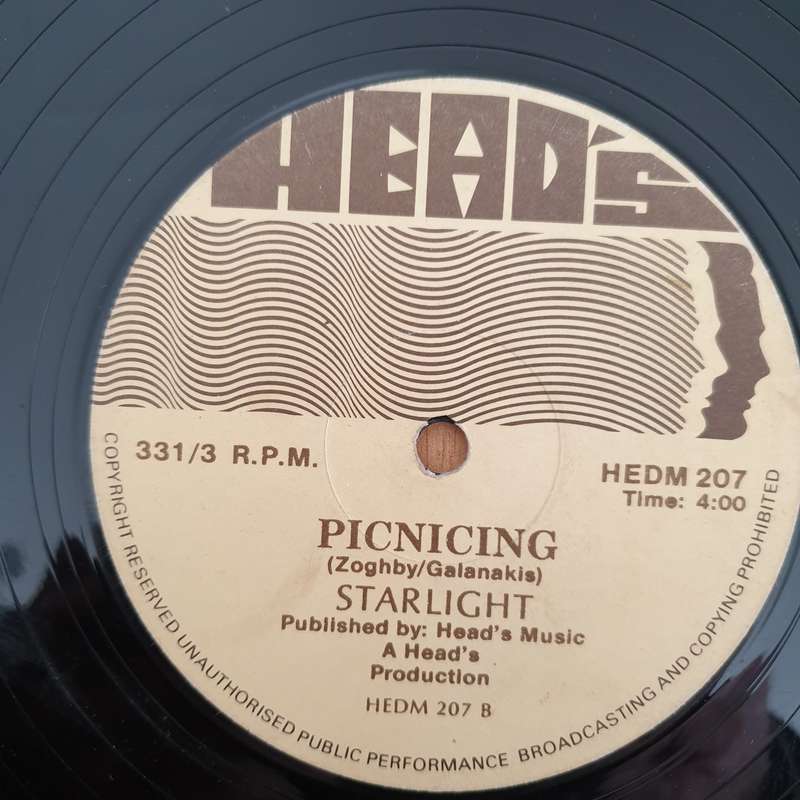 HEAD'S
331/3 R.P.M.
HEDM 207
Time: 4:00
PICNICING
(Zoghby/Galanakis)
STARLIGHT
Published by: Head's Music
A Head's
Production
HEDM 207 B
COPYRIGHT RESERVED UNAUTHORISED PUBLIC PERFORMANCE BROADCASTING AND COPYING PROHIBITED